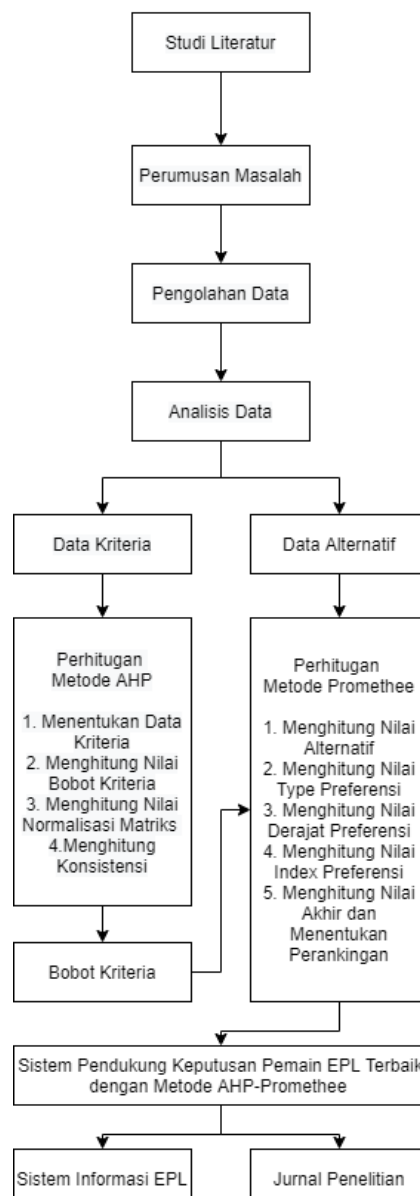 Studi Literatur
Perumusan Masalah
Pengolahan Data
Analisis Data
Data Kriteria
Data Alternatif
Perhitugan
Metode AHP
1. Menentukan Data
Kriteria
2. Menghitung Nilai
Bobot Kriteria
3. Menghitung Nilai
Normalisasi Matriks
4.Menghitung
Konsistensi
Perhitugan
Metode Promethee
1. Menghitung Nilai
Alternatif
2. Menghitung Nilai
Type Preferensi
3. Menghitung Nilai
Derajat Preferensi
4. Menghitung Nilai
Index Preferensi
5. Menghitung Nilai
Akhir dan
Menentukan
Perankingan
Bobot Kriteria
Sistem Pendukung Keputusan Pemain EPL Terbaik
dengan Metode AHP-Promethee
Sistem Informasi EPL
Jurnal Penelitian